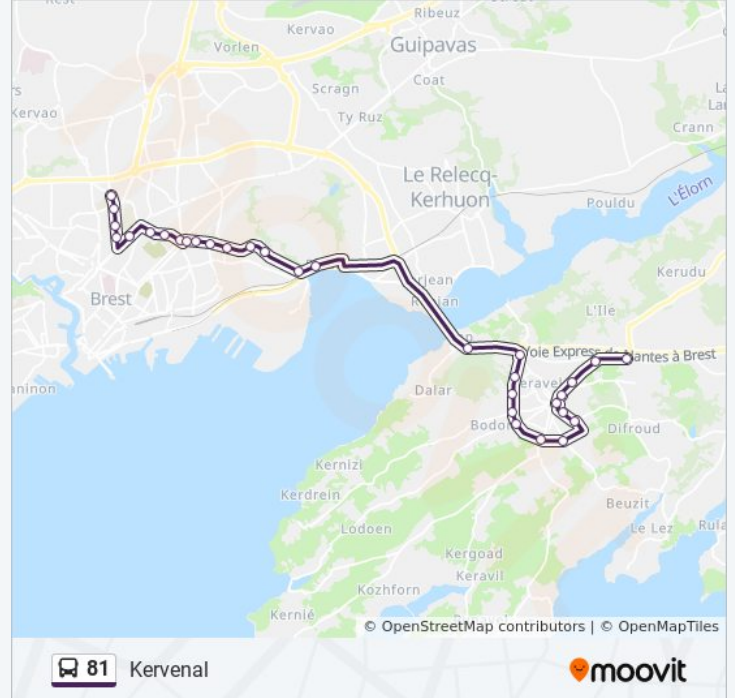 Ribeuz
Kervao
Vorlen
Guipavas
Coat
Scragn
Kervao
Ty Ruz
Crann
Le Relecq-
Kerhuon
Pouldu
L'Élorn
Kerudu
Brest
L'Ile
Voie Express de Nantes à Brest
Dalar
Difroud
Kernizi
Kerdrein
Beuzit
Lodoen
Le Lez
Kergoad
Keravil
Kozhforn
Kernié
© OpenStreetMap contributors | © OpenMapTiles
81 Kervenal
moovit